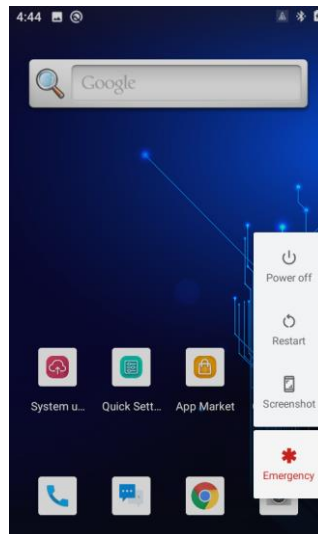 4:44
Google
Power off
Restart
Screenshot
Emergency
System u...
Quick Sett...
App Market